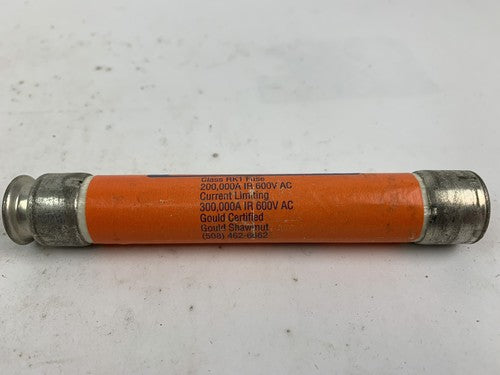 Class RK1 Fuse
200,000A IR 600V AC
Current Limiting
300,000A IR 600V AC
Gould Certified
Gould Shawmut
(508) 462-6662